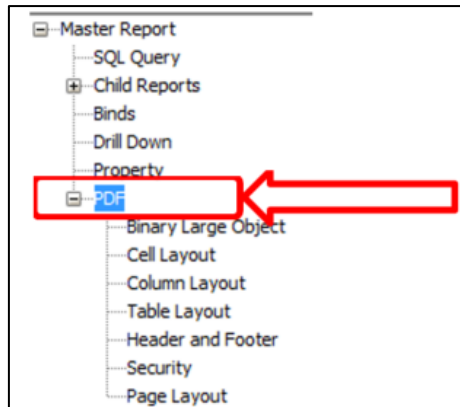 Master Report
SQL Query
Child Reports
Binds
Drill Down
Property
PDF
Binary Large Object
Cell Layout
Column Layout
Table Layout
Header and Footer
Security
Page Layout